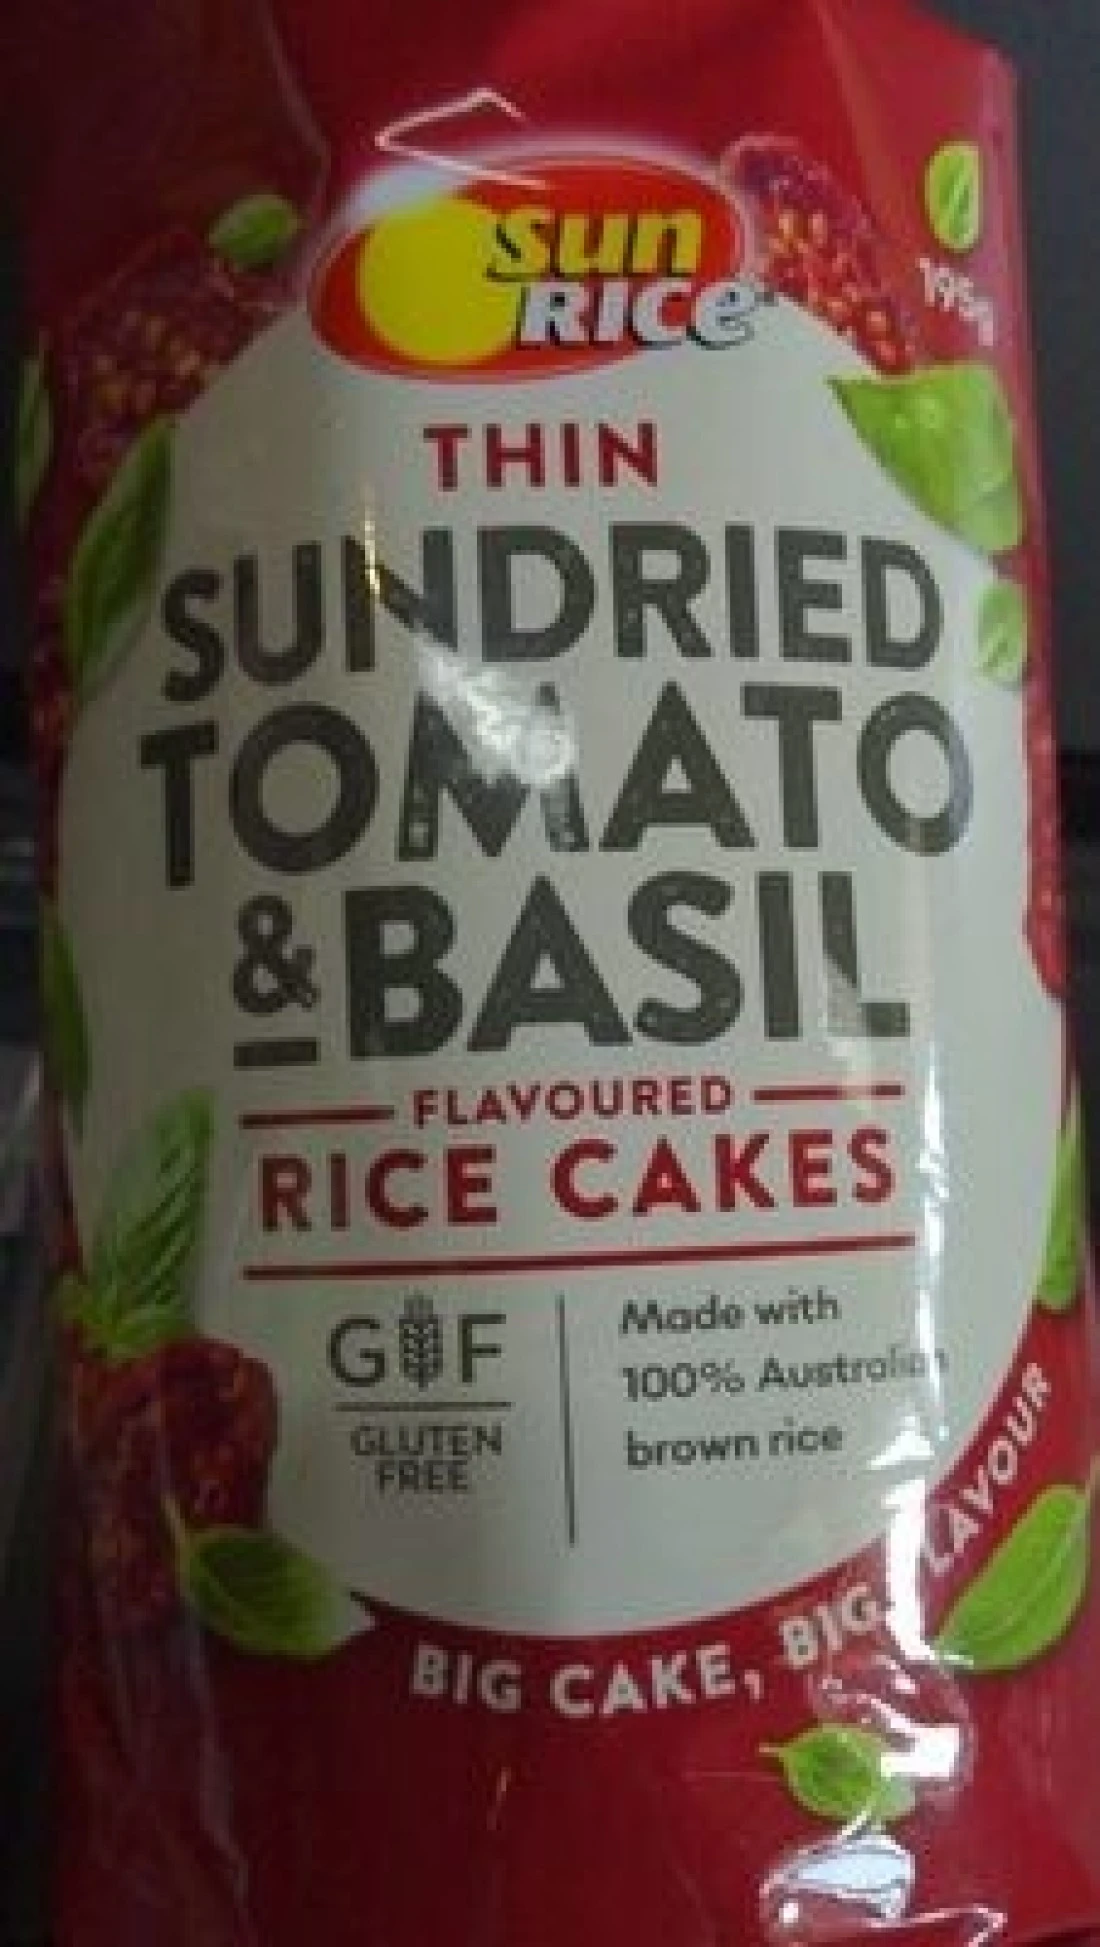 Sun
RICe
195g
THIN
SUNDRIED
TOMATO
& BASIL
FLAVOURED
RICE CAKES
G F
GLUTEN
FREE
Made with
100% Australian
brown rice
BIG CAKE, BIG FLAVOUR